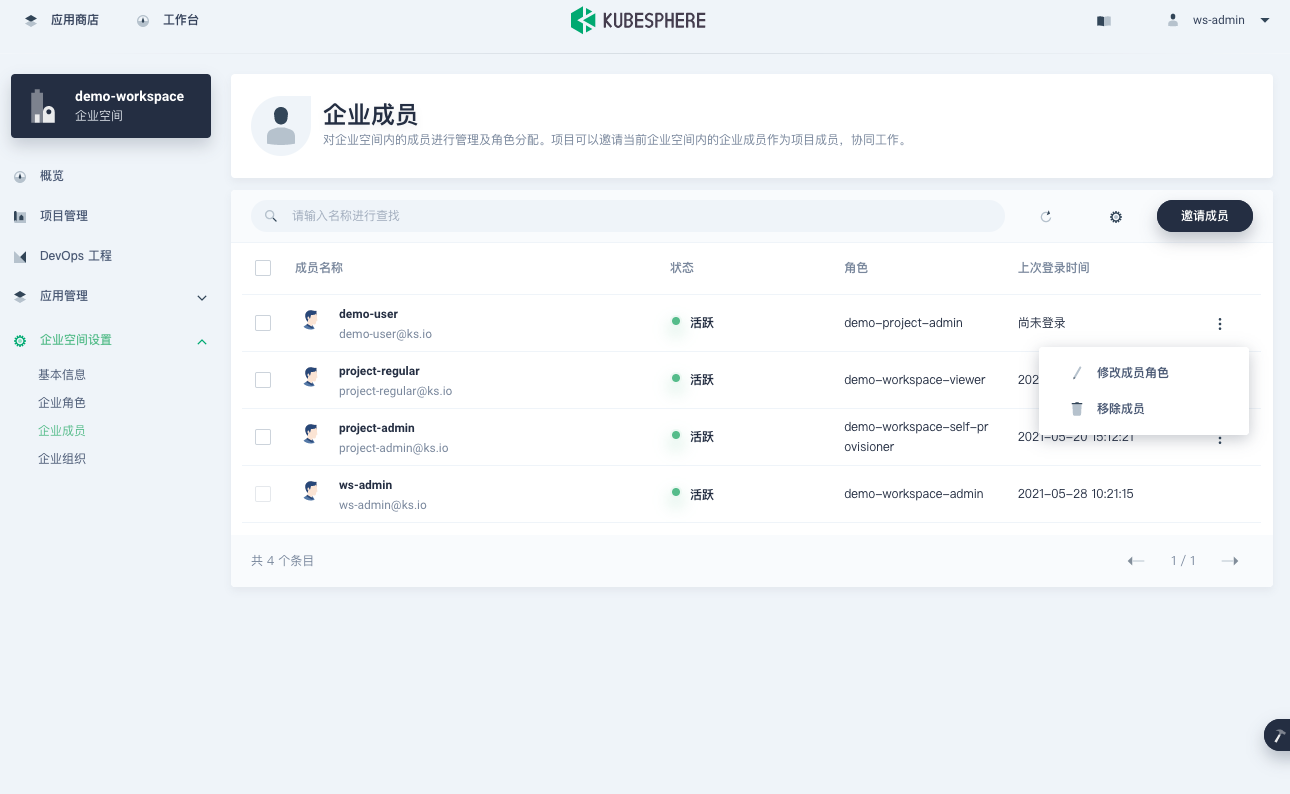 应用商店
工作台
KUBESPHERE
ws-admin
demo-workspace
企业空间
概览
项目管理
DevOps 工程
应用管理
企业空间设置
基本信息
企业角色
企业成员
企业组织
企业成员
对企业空间内的成员进行管理及角色分配。项目可以邀请当前企业空间内的企业成员作为项目成员，协同工作。
请输入名称进行查找
邀请成员
成员名称 状态 角色 上次登录时间
demo-user
demo-user@ks.io
活跃
demo-project-admin
尚未登录
修改成员角色
移除成员
project-regular
project-regular@ks.io
活跃
demo-workspace-viewer
202
project-admin
project-admin@ks.io
活跃
demo-workspace-self-pr
ovisioner
2021-05-20 15:12:21
ws-admin
ws-admin@ks.io
活跃
demo-workspace-admin
2021-05-28 10:21:15
共 4 个条目
1 / 1